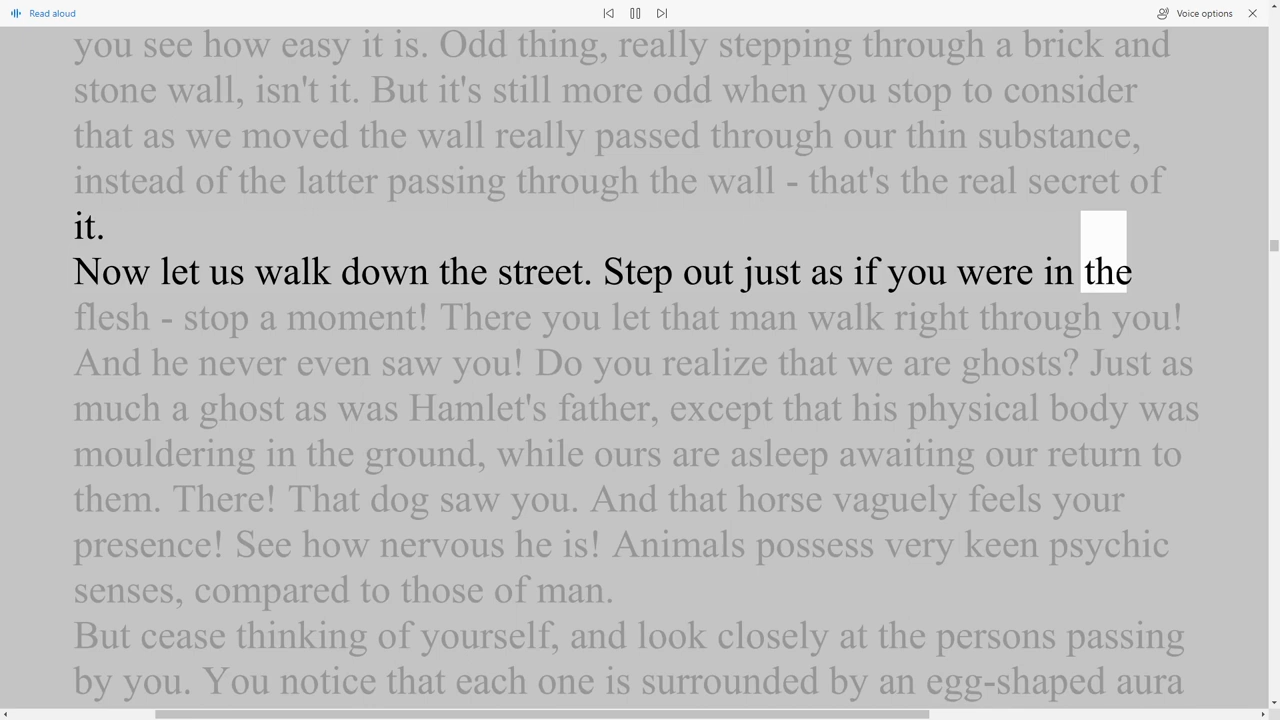 Read aloud
Voice options
you see how easy it is. Odd thing, really stepping through a brick and
stone wall, isn't it. But it's still more odd when you stop to consider
that as we moved the wall really passed through our thin substance,
instead of the latter passing through the wall - that's the real secret of
it.
Now let us walk down the street. Step out just as if you were in the
flesh - stop a moment! There you let that man walk right through you!
And he never even saw you! Do you realize that we are ghosts? Just as
much a ghost as was Hamlet's father, except that his physical body was
mouldering in the ground, while ours are asleep awaiting our return to
them. There! That dog saw you. And that horse vaguely feels your
presence! See how nervous he is! Animals possess very keen psychic
senses, compared to those of man.
But cease thinking of yourself, and look closely at the persons passing
by you. You notice that each one is surrounded by an egg-shaped aura